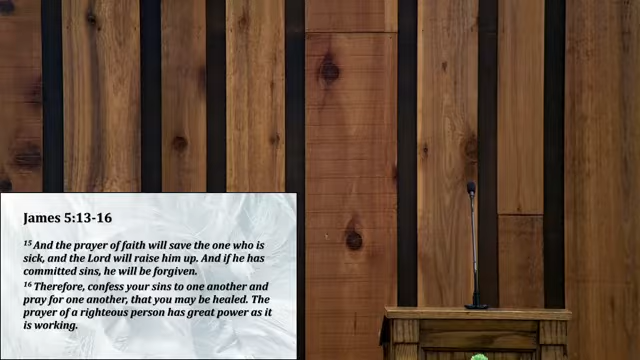 James 5:13-16
15 And the prayer of faith will save the one who is
sick, and the Lord will raise him up. And if he has
committed sins, he will be forgiven.
16 Therefore, confess your sins to one another and
pray for one another, that you may be healed. The
prayer of a righteous person has great power as it
is working.